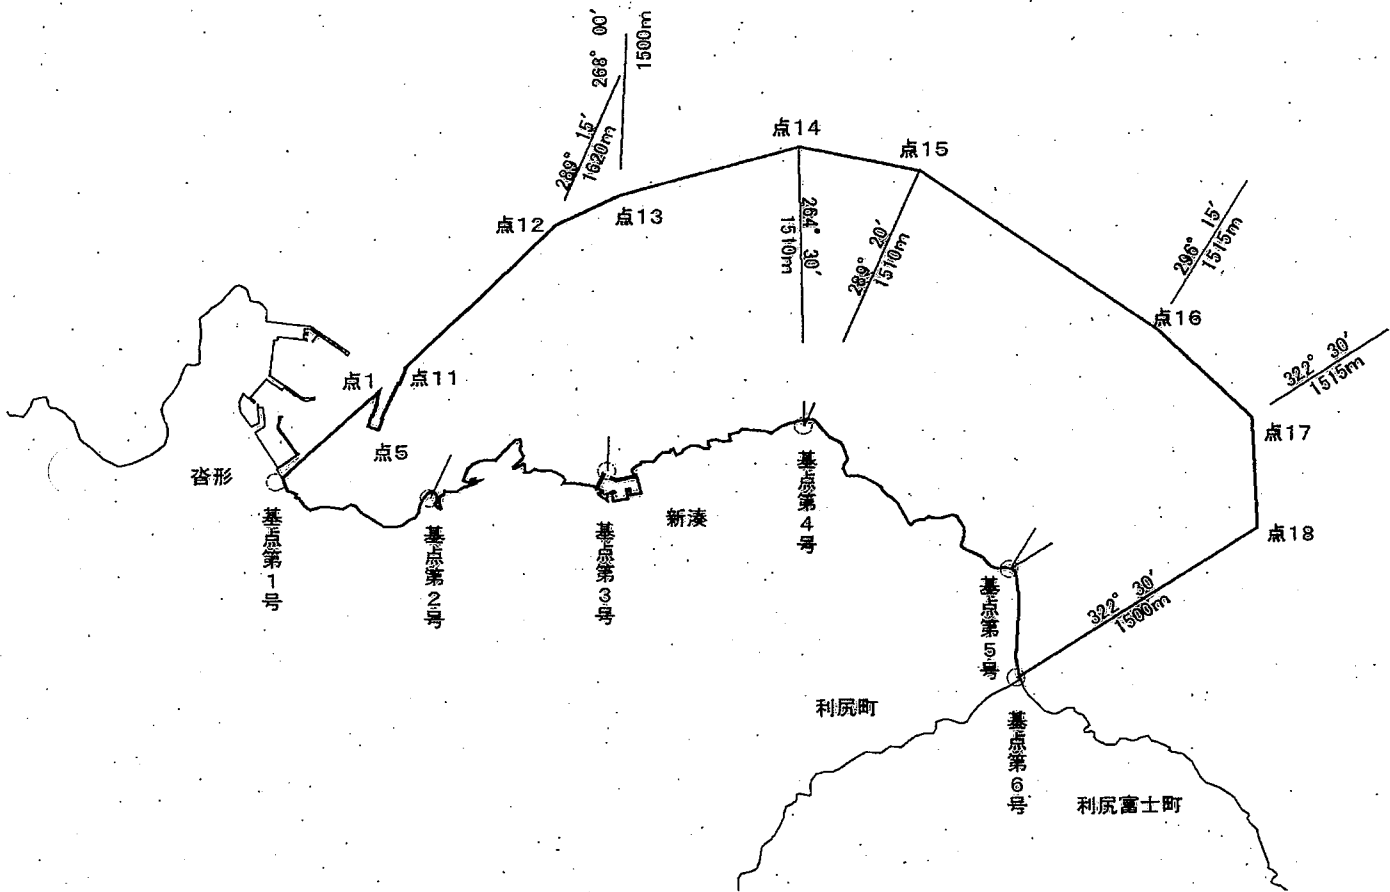 268° 00′
1500m
289° 15′
1620m
点14
点15
点12
点13
264° 30′
1510m
289° 20′
1510m
296° 15′
1515m
点16
322° 30′
1515m
点1
点11
点17
点5
沓形
新湊
点18
基点第1号
基点第2号
基点第3号
基点第4号
基点第5号
322° 30′
1500m
利尻町
基点第6号
利尻富士町